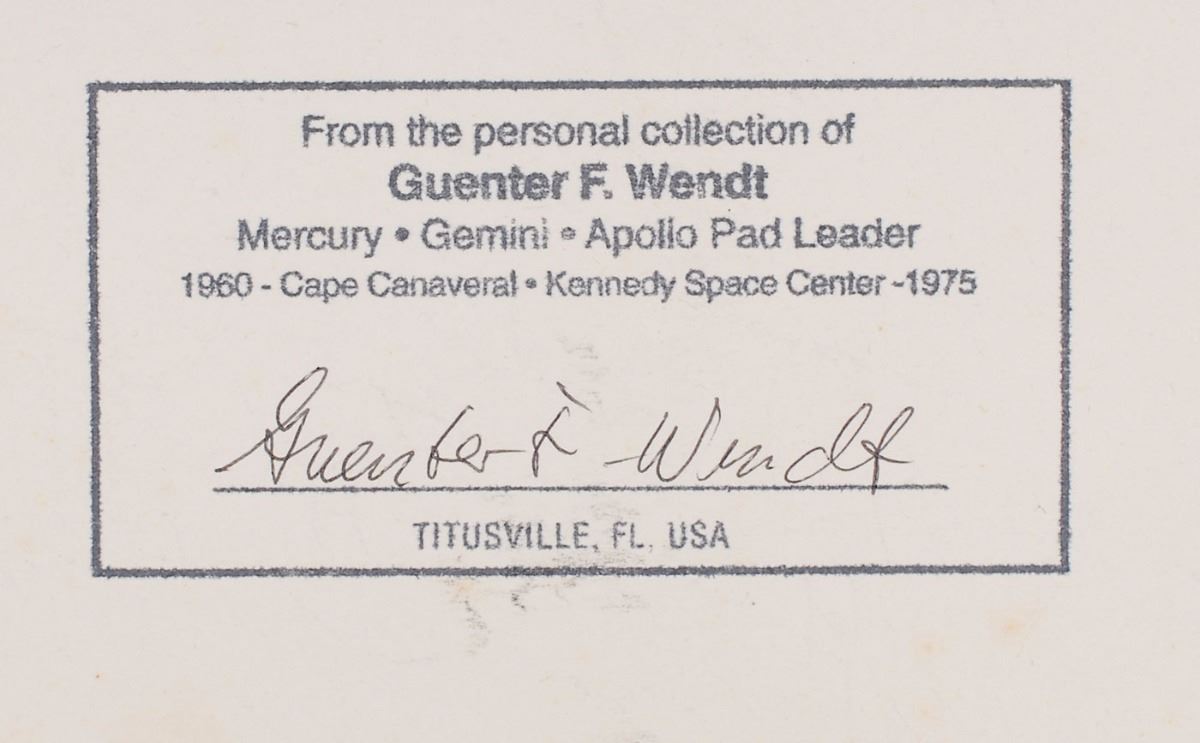 From the personal collection of
Guenter F. Wendt
Mercury • Gemini • Apollo Pad Leader
1960 - Cape Canaveral • Kennedy Space Center -1975
Guenter F Wendt
TITUSVILLE, FL, USA